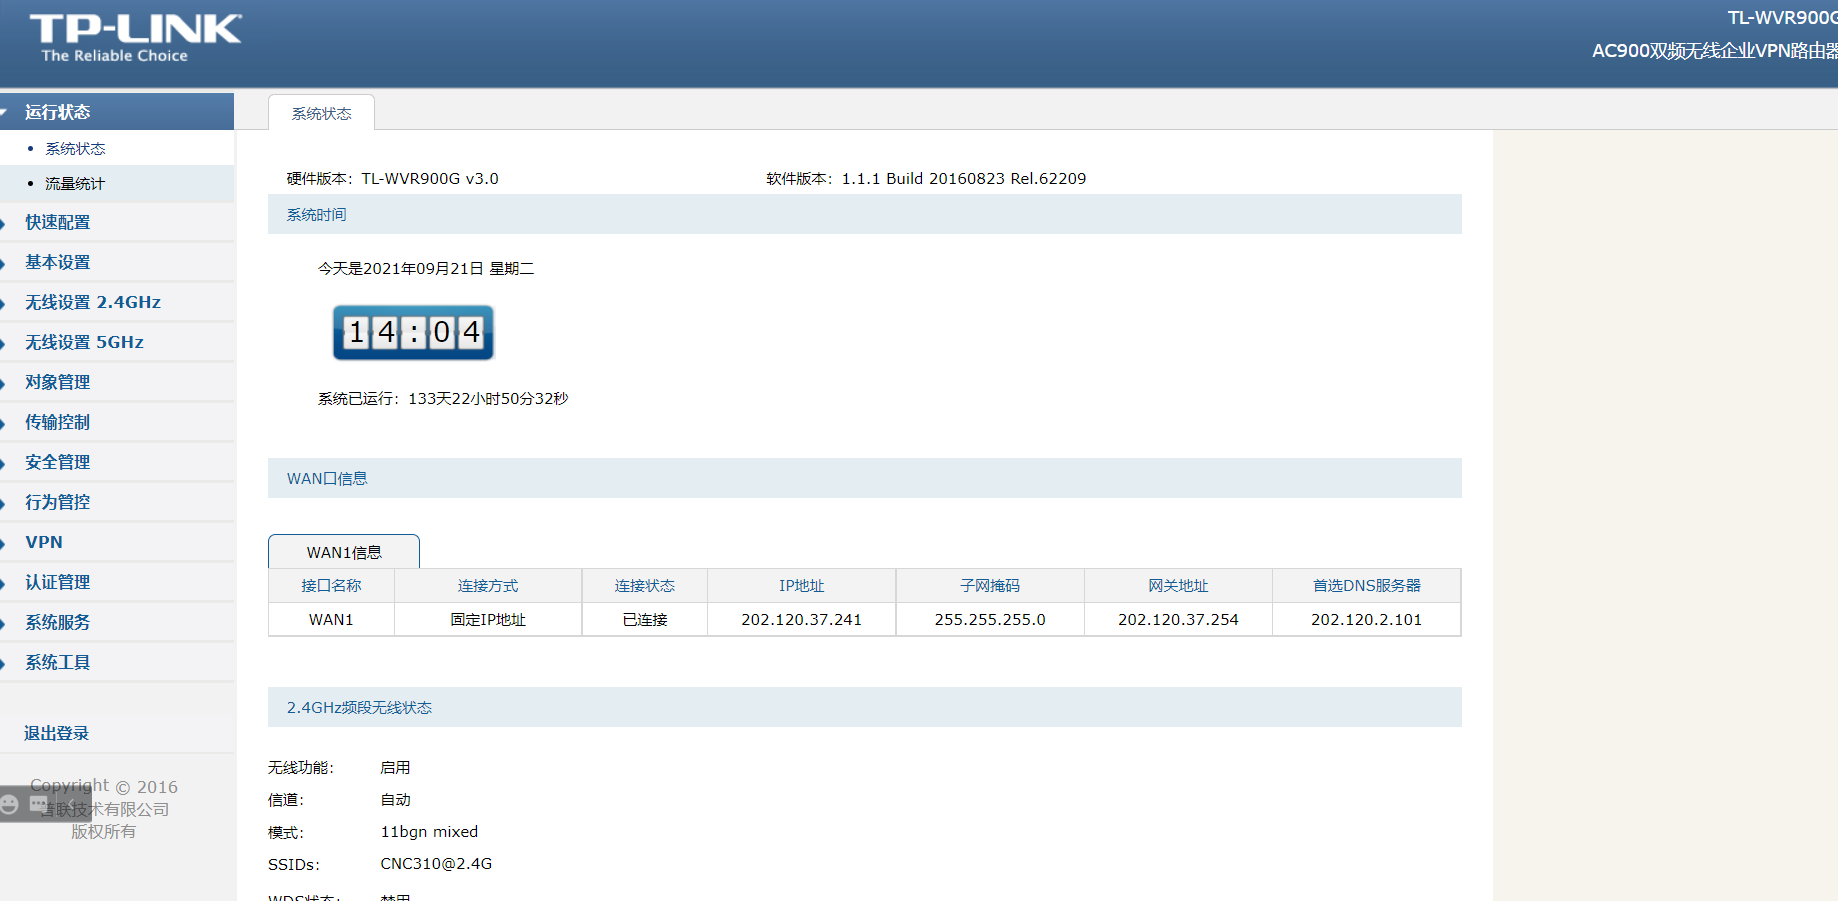 TP-LINK
The Reliable Choice
TL-WVR900G
AC900双频无线企业VPN路由器
运行状态
系统状态
流量统计
快速配置
基本设置
无线设置 2.4GHz
无线设置 5GHz
对象管理
传输控制
安全管理
行为管控
VPN
认证管理
系统服务
系统工具
退出登录
Copyright © 2016
普联技术有限公司
版权所有
系统状态
硬件版本：TL-WVR900G v3.0
软件版本：1.1.1 Build 20160823 Rel.62209
系统时间
今天是2021年09月21日 星期二
14:04
系统已运行：133天22小时50分32秒
WAN口信息
WAN1信息
接口名称 连接方式 连接状态 IP地址 子网掩码 网关地址 首选DNS服务器
WAN1 固定IP地址 已连接 202.120.37.241 255.255.255.0 202.120.37.254 202.120.2.101
2.4GHz频段无线状态
无线功能： 启用
信道： 自动
模式： 11bgn mixed
SSIDs: CNC310@2.4G
WDS状态： 禁用